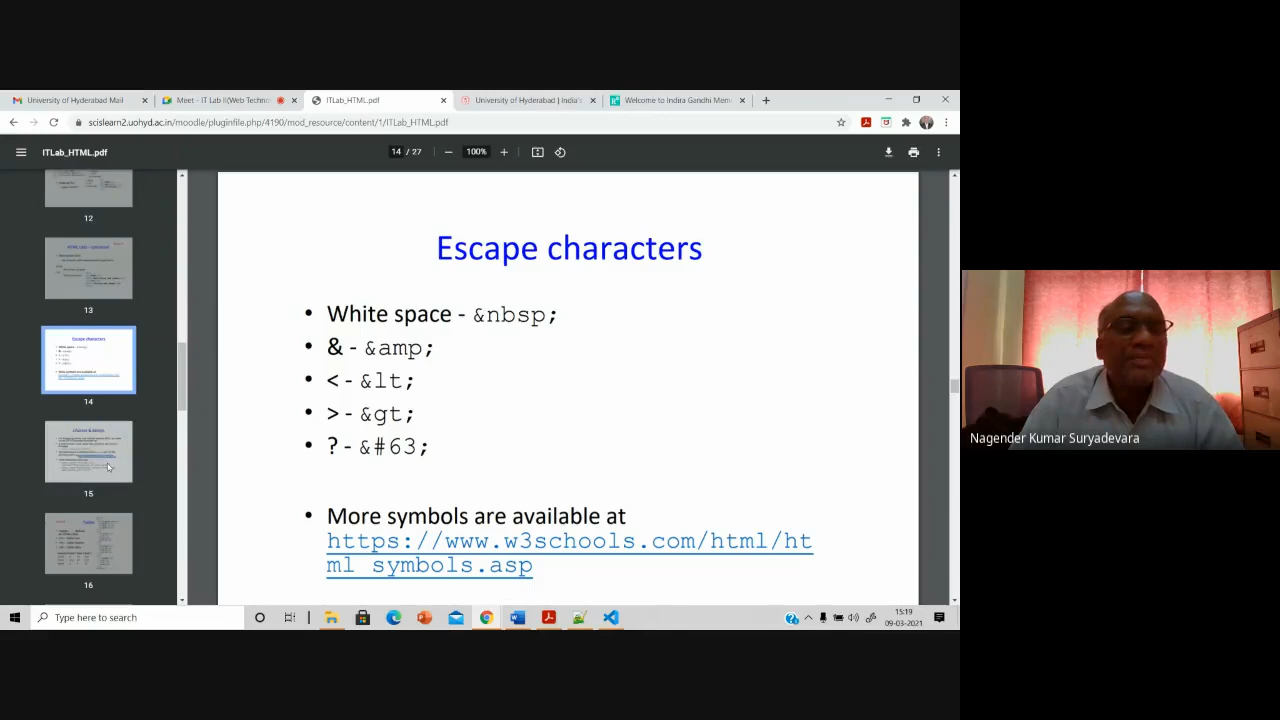 University of Hyderabad Mail
Meet - IT Lab II(Web Techno
ITLab_HTML.pdf
University of Hyderabad | India's
Welcome to Indira Gandhi Mem
scislearn2.uohyd.ac.in/moodle/pluginfile.php/4190/mod_resource/content/1/ITLab_HTML.pdf
ITLab_HTML.pdf
14 / 27
100%
12
13
14
15
16
Escape characters
• White space - &nbsp;
• & - &amp;
• < - &lt;
• > - &gt;
• ? - &#63;
• More symbols are available at
https://www.w3schools.com/html/ht
ml_symbols.asp
Nagender Kumar Suryadevara
Type here to search
15:19
09-03-2021